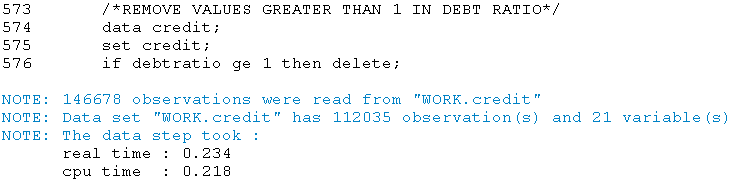 573 /*REMOVE VALUES GREATER THAN 1 IN DEBT RATIO*/
574 data credit;
575 set credit;
576 if debtratio ge 1 then delete;
NOTE: 146678 observations were read from "WORK.credit"
NOTE: Data set "WORK.credit" has 112035 observation(s) and 21 variable(s)
NOTE: The data step took :
real time : 0.234
cpu time : 0.218